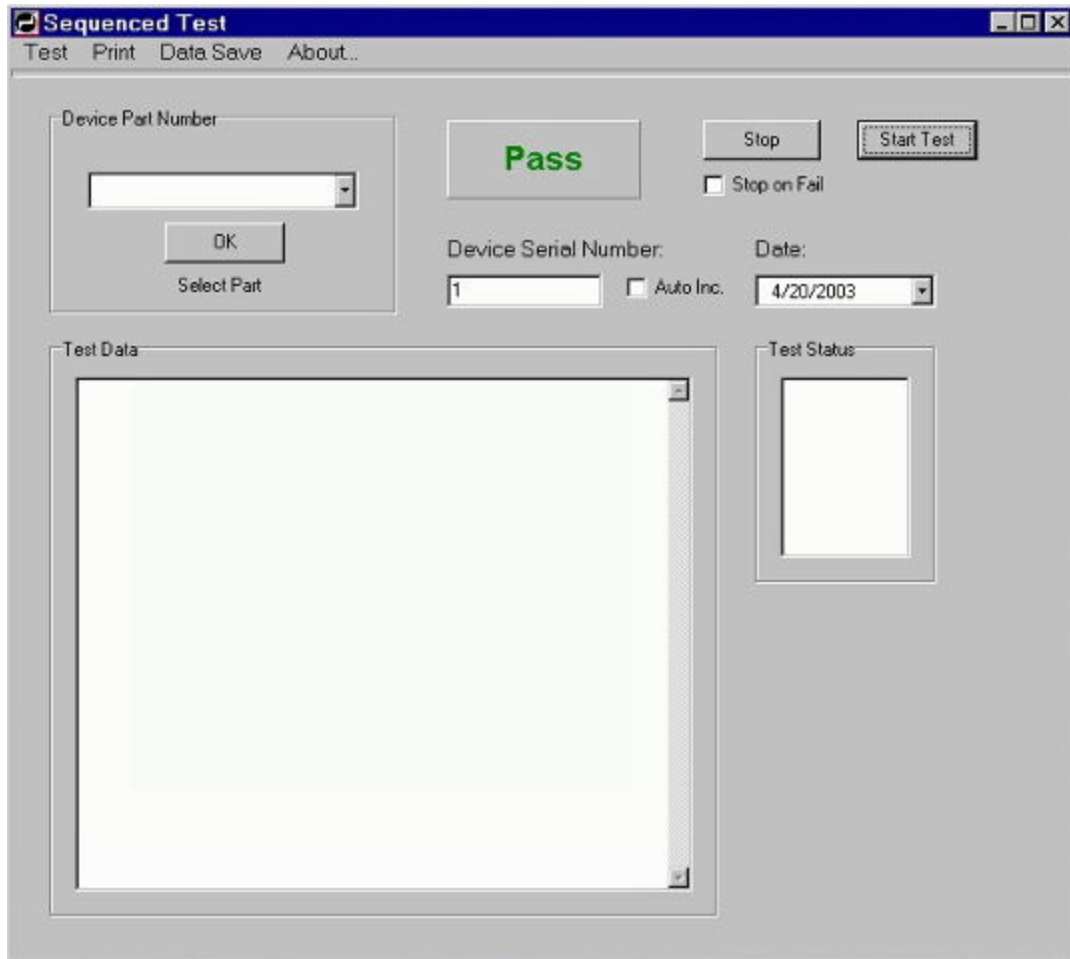 Sequenced Test
Test Print Data Save About...
Device Part Number
Pass
Stop
Start Test
Stop on Fail
OK
Select Part
Device Serial Number:
Date:
1
Auto Inc.
4/20/2003
Test Data
Test Status